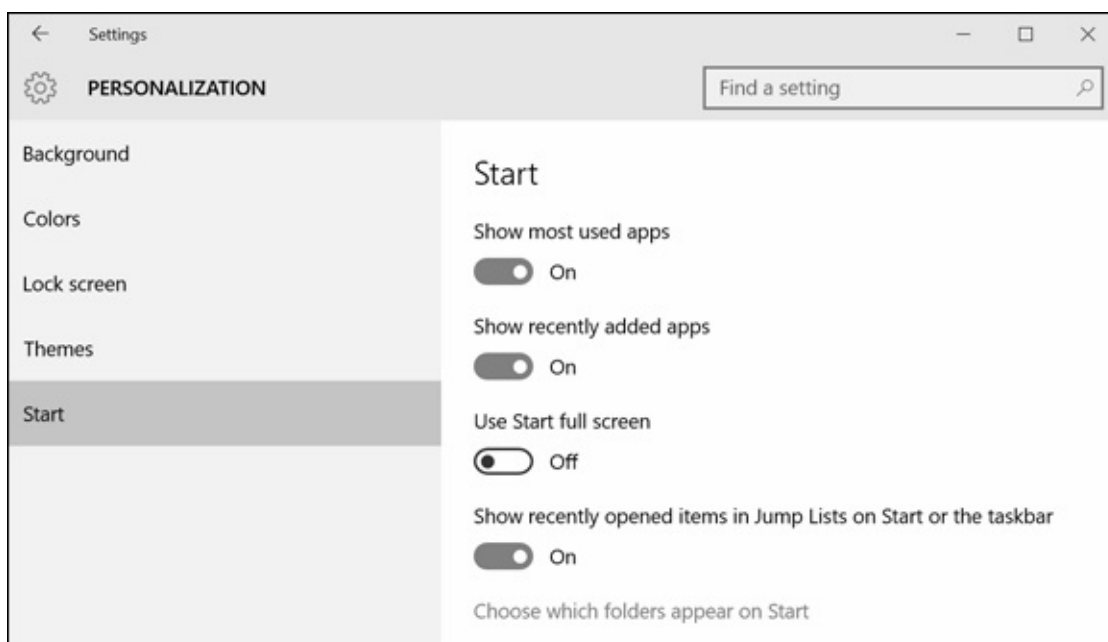 Settings
PERSONALIZATION
Find a setting
Background
Colors
Lock screen
Themes
Start
Start
Show most used apps
On
Show recently added apps
On
Use Start full screen
Off
Show recently opened items in Jump Lists on Start or the taskbar
On
Choose which folders appear on Start